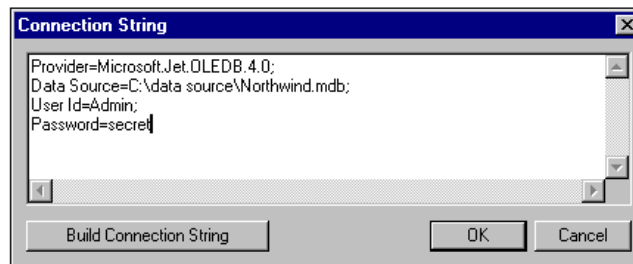 Connection String
Provider=Microsoft.Jet.OLEDB.4.0;
Data Source=C:\data source\Northwind.mdb;
User Id=Admin;
Password=secret
Build Connection String
OK
Cancel